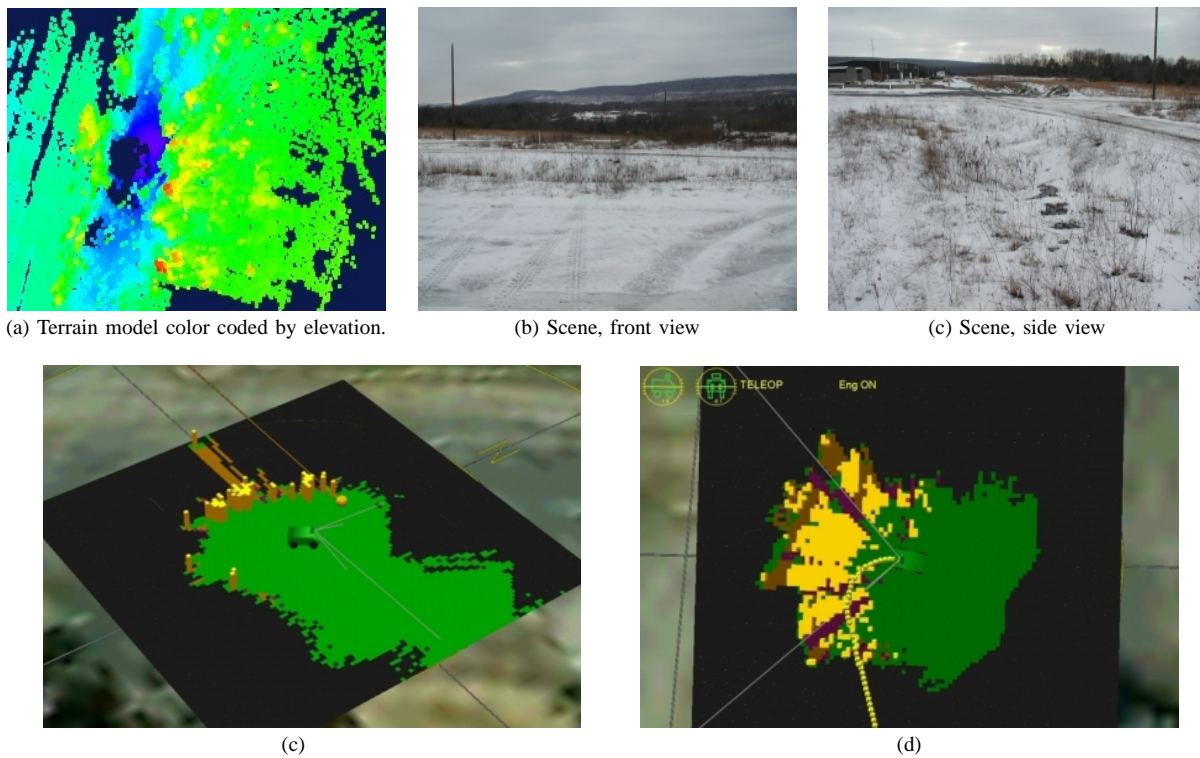 (a) Terrain model color coded by elevation.
(b) Scene, front view
(c) Scene, side view
TELEOP
Eng ON
(c)
(d)